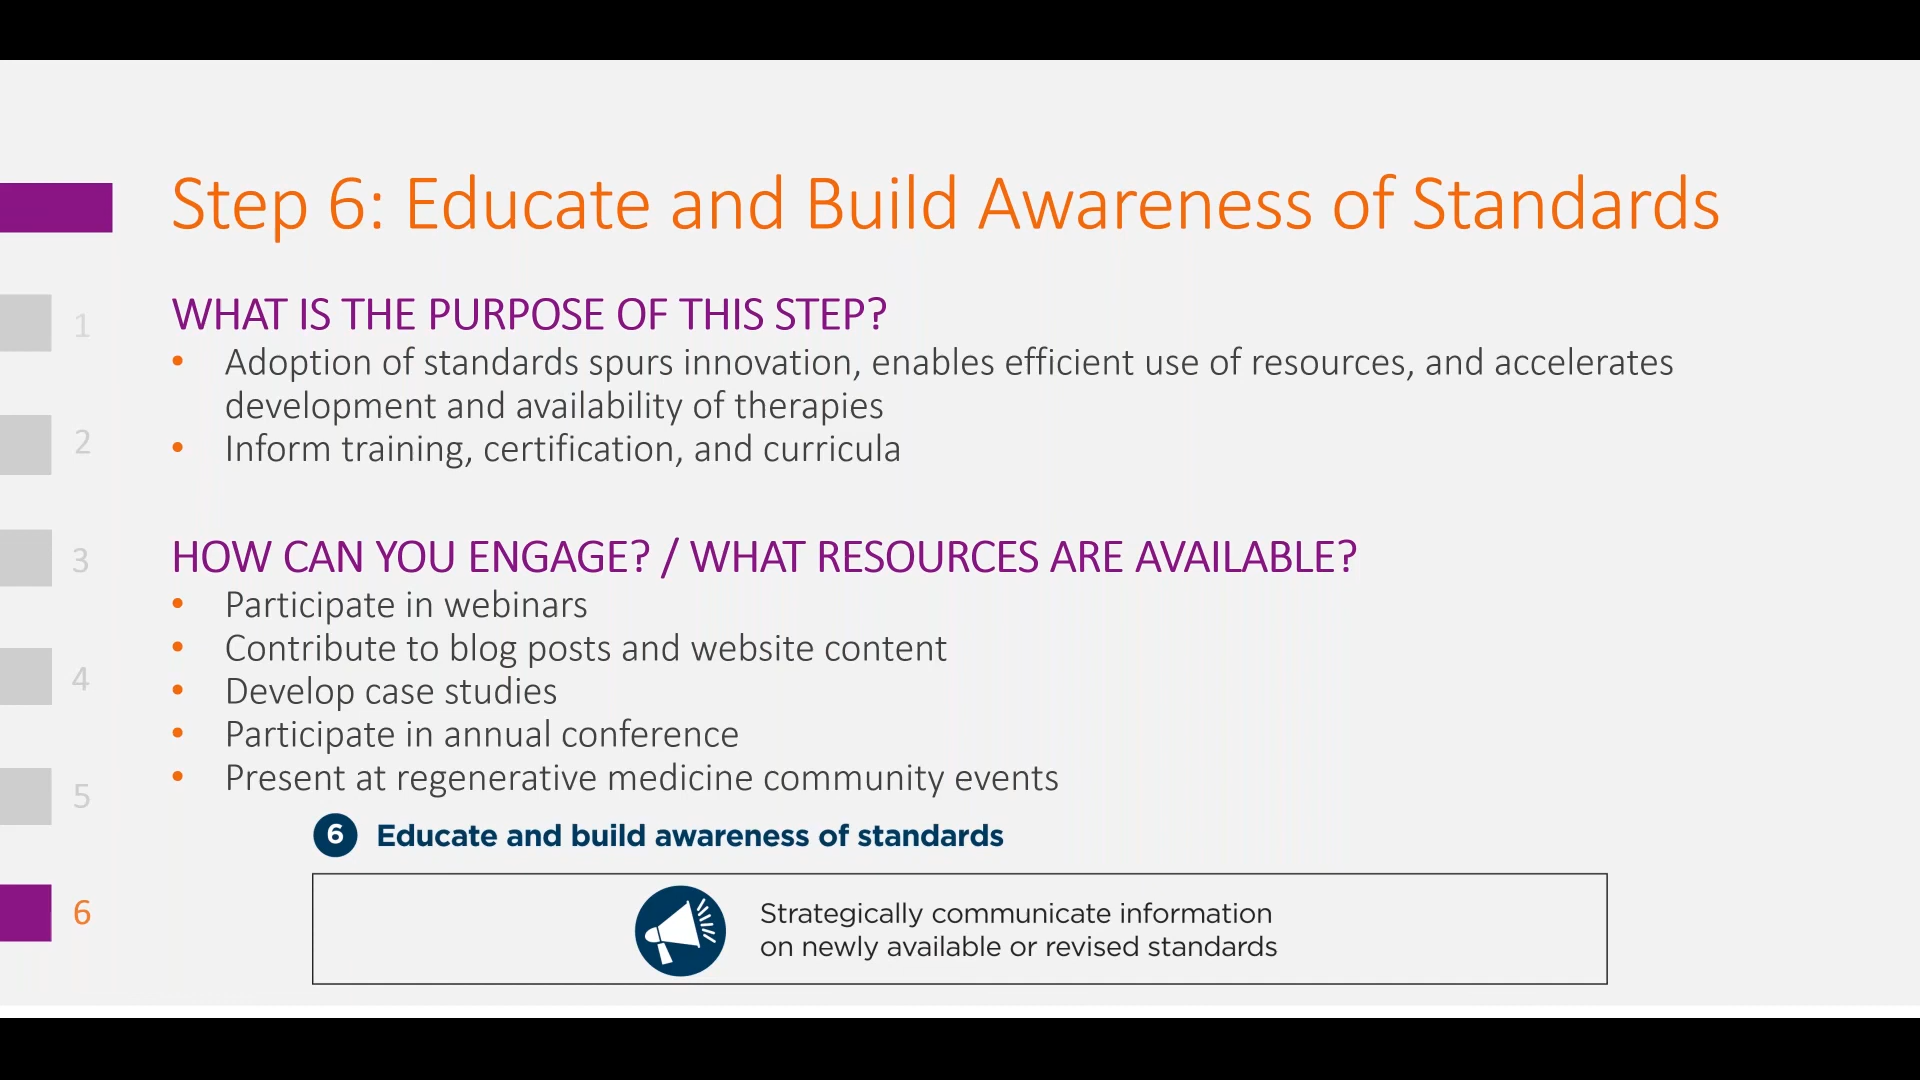 Step 6: Educate and Build Awareness of Standards
WHAT IS THE PURPOSE OF THIS STEP?
• Adoption of standards spurs innovation, enables efficient use of resources, and accelerates
development and availability of therapies
• Inform training, certification, and curricula
HOW CAN YOU ENGAGE? / WHAT RESOURCES ARE AVAILABLE?
• Participate in webinars
• Contribute to blog posts and website content
• Develop case studies
• Participate in annual conference
• Present at regenerative medicine community events
6 Educate and build awareness of standards
Strategically communicate information
on newly available or revised standards
1
2
3
4
5
6